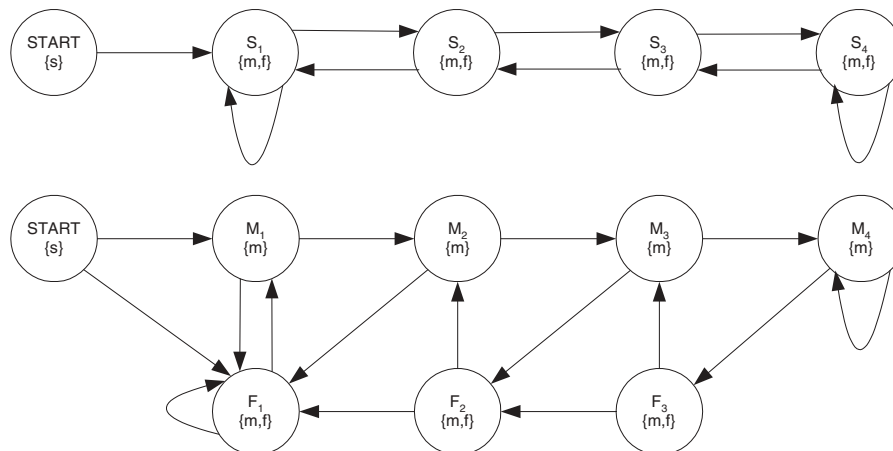 START
{s}
S₁
{m,f}
S₂
{m,f}
S₃
{m,f}
S₄
{m,f}
START
{s}
M₁
{m}
M₂
{m}
M₃
{m}
M₄
{m}
F₁
{m,f}
F₂
{m,f}
F₃
{m,f}